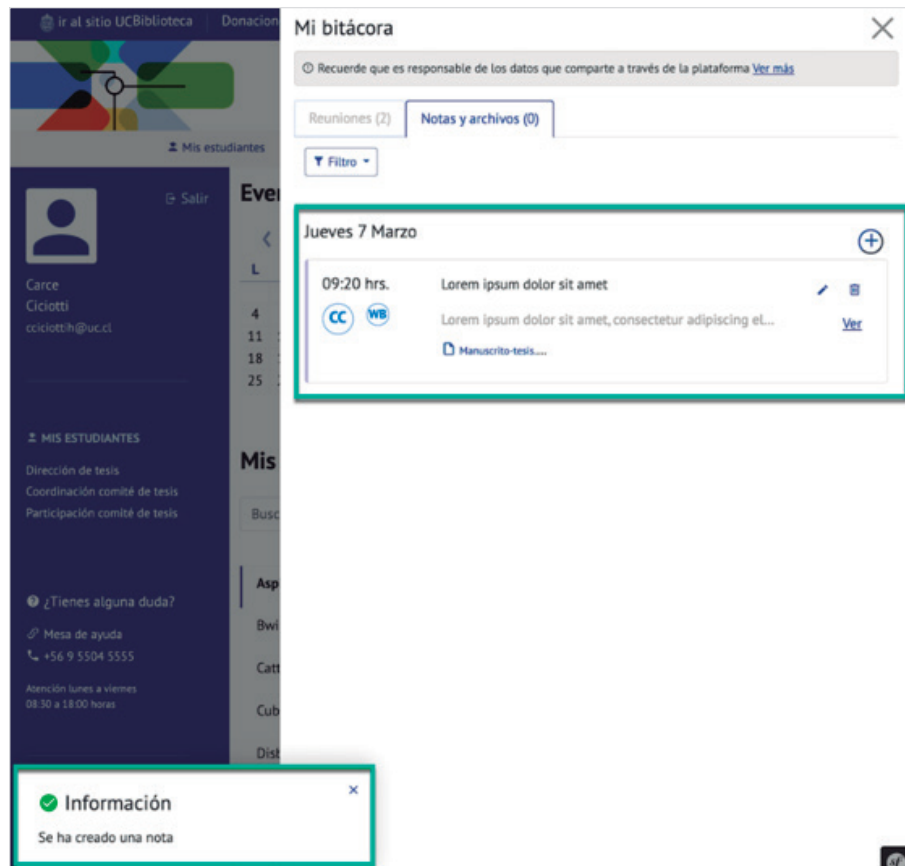 ir al sitio UC
Biblioteca
Donacion
Mis estudiantes
Salir
Carce
Ciciotti
cciciottih@uc.cl
MIS ESTUDIANTES
Dirección de tesis
Coordinación comité de tesis
Participación comité de tesis
¿Tienes alguna duda?
Mesa de ayuda
+56 9 5504 5555
Atención lunes a viernes
08:30 a 18:00 horas
Even
L
4
11
18
25
Mis
Busc
Asp
Bwi
Catt
Cub
Dist
Mi bitácora
Recuerde que es responsable de los datos que comparte a través de la plataforma Ver más
Reuniones (2)
Notas y archivos (0)
Filtro
Jueves 7 Marzo
09:20 hrs.
Lorem ipsum dolor sit amet
CC
WB
Lorem ipsum dolor sit amet, consectetur adipiscing el...
Ver
Manuscrito-tesis....
Información
Se ha creado una nota